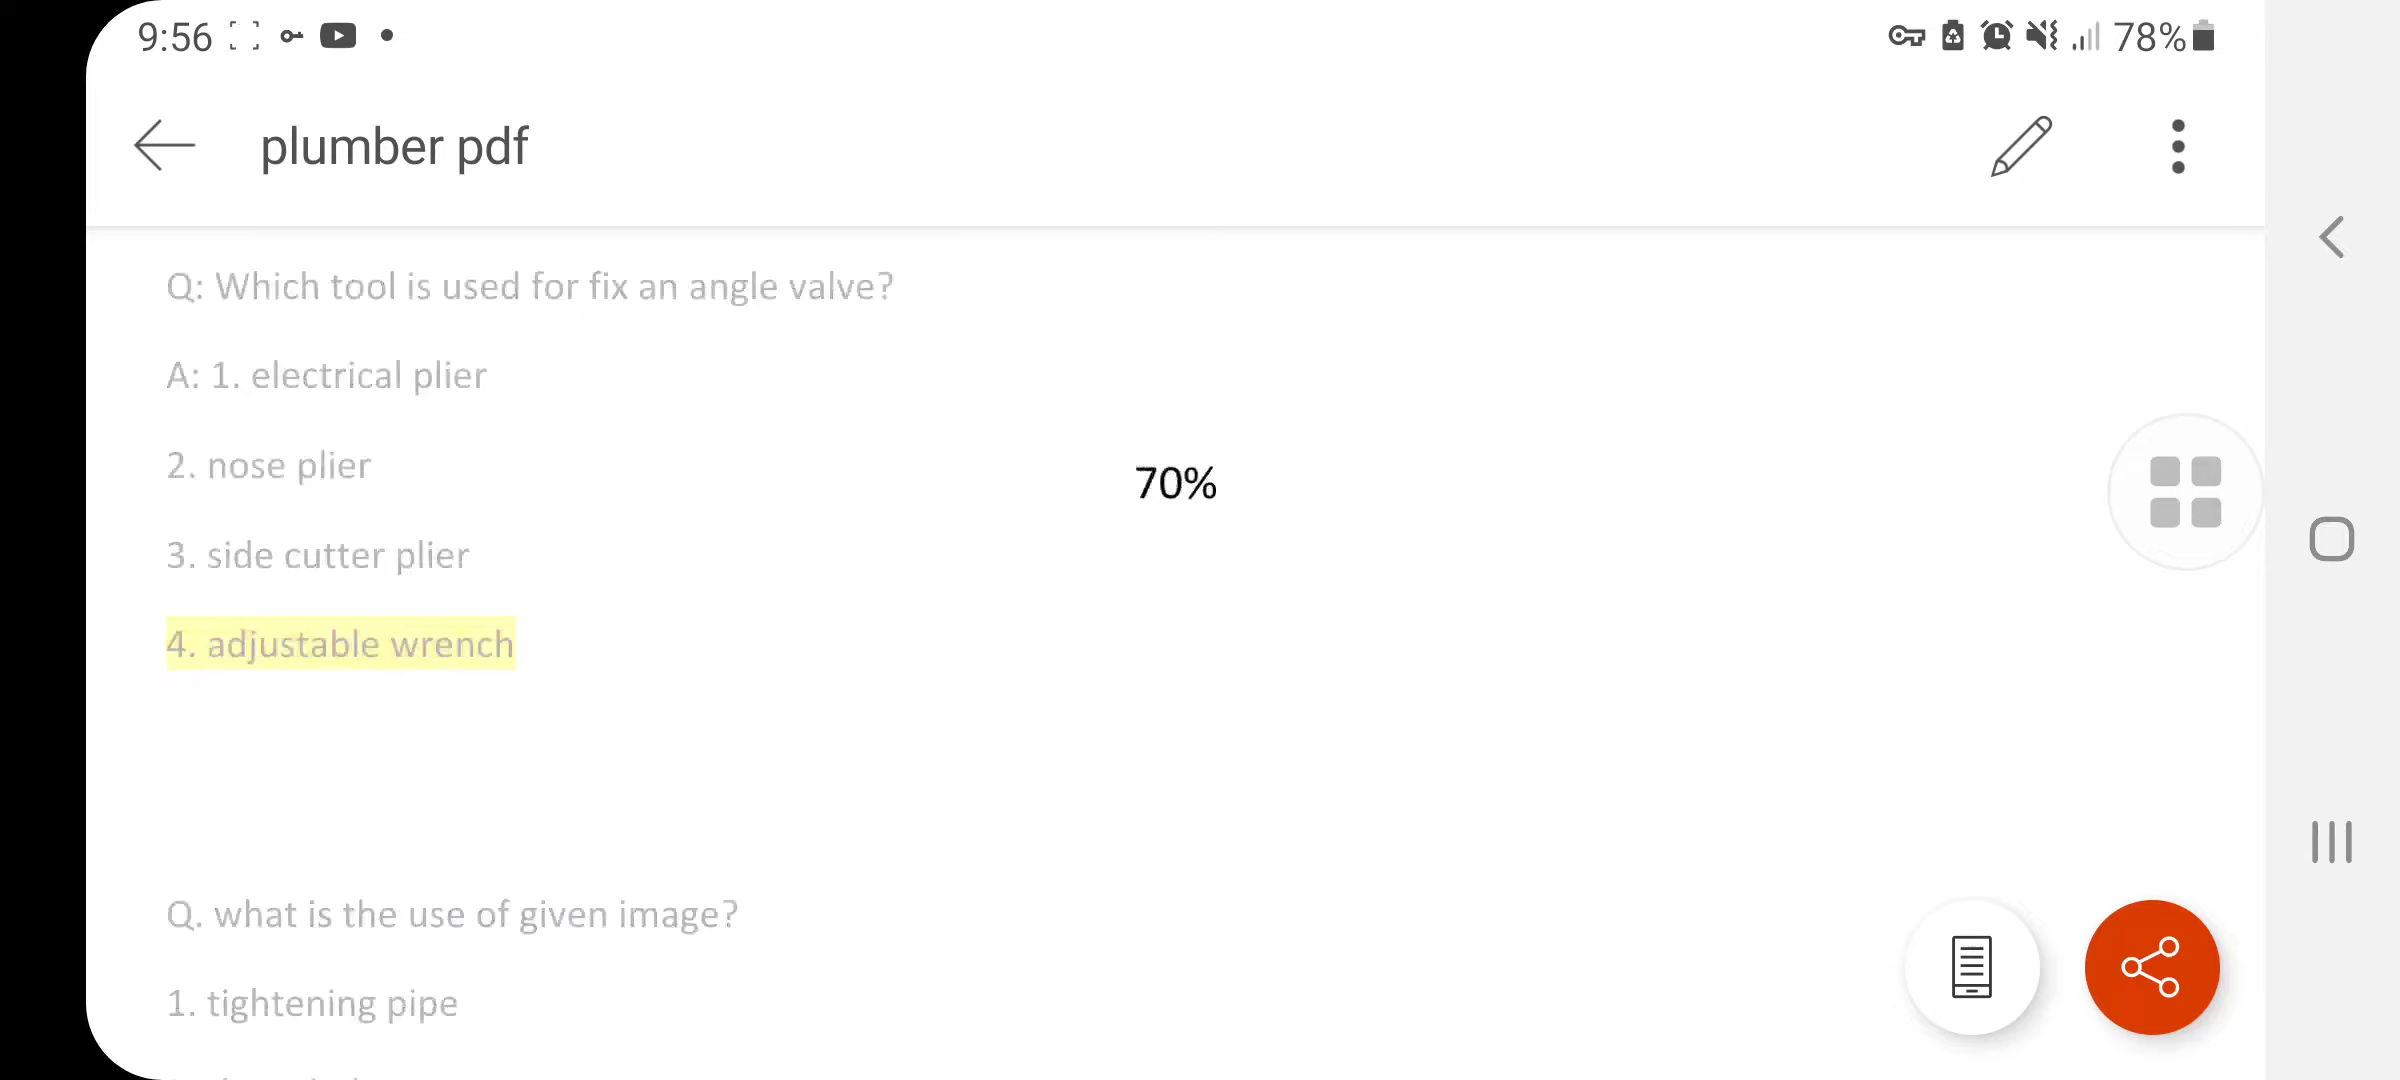 9:56
78%
plumber pdf
Q: Which tool is used for fix an angle valve?
A: 1. electrical plier
2. nose plier
70%
3. side cutter plier
4. adjustable wrench
Q. what is the use of given image?
1. tightening pipe